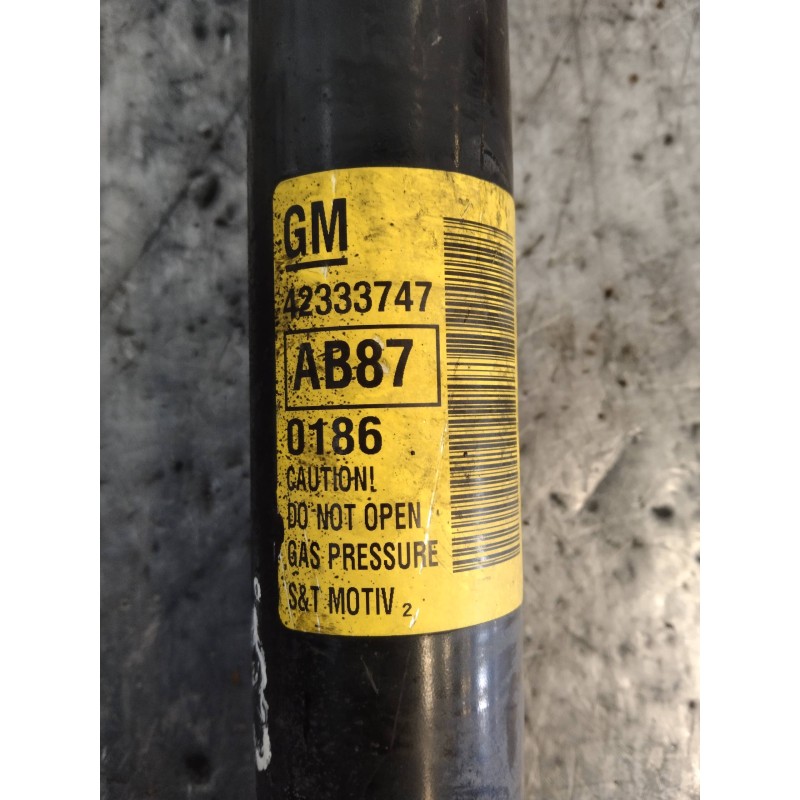 GM
42333747
AB87
0186
CAUTION!
DO NOT OPEN
GAS PRESSURE
S&T MOTIV 2